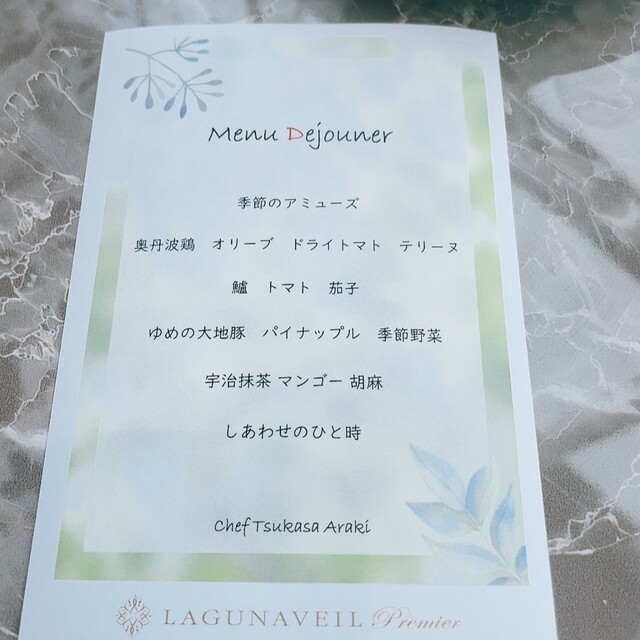 Menu Dejouner
季節のアミューズ
奥丹波鶏　オリーブ　ドライトマト　テリーヌ
鱸　トマト　茄子
ゆめの大地豚　パイナップル　季節野菜
宇治抹茶 マンゴー 胡麻
しあわせのひと時
Chef Tsukasa Araki
LAGUNAVEIL Premier